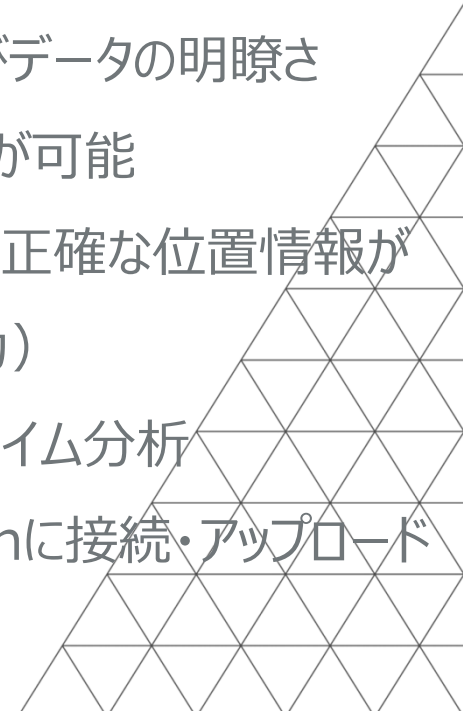 データの明瞭さ
が可能
正確な位置情報が
)
イム分析
hに接続・アップロード